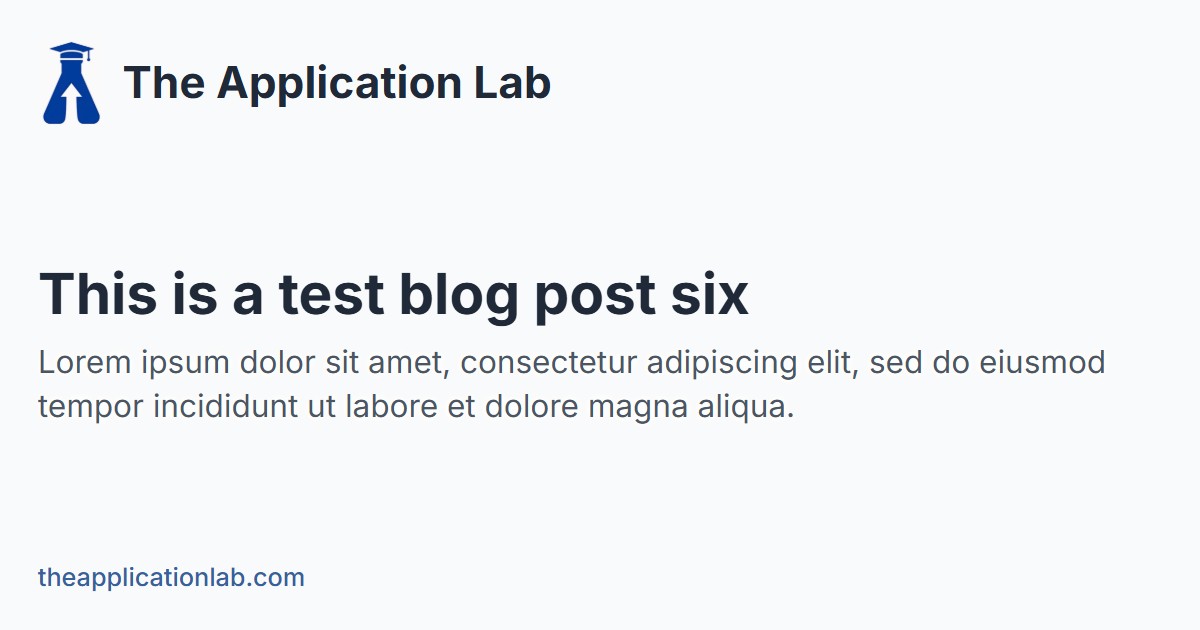 The Application Lab
This is a test blog post six
Lorem ipsum dolor sit amet, consectetur adipiscing elit, sed do eiusmod
tempor incididunt ut labore et dolore magna aliqua.
theapplicationlab.com